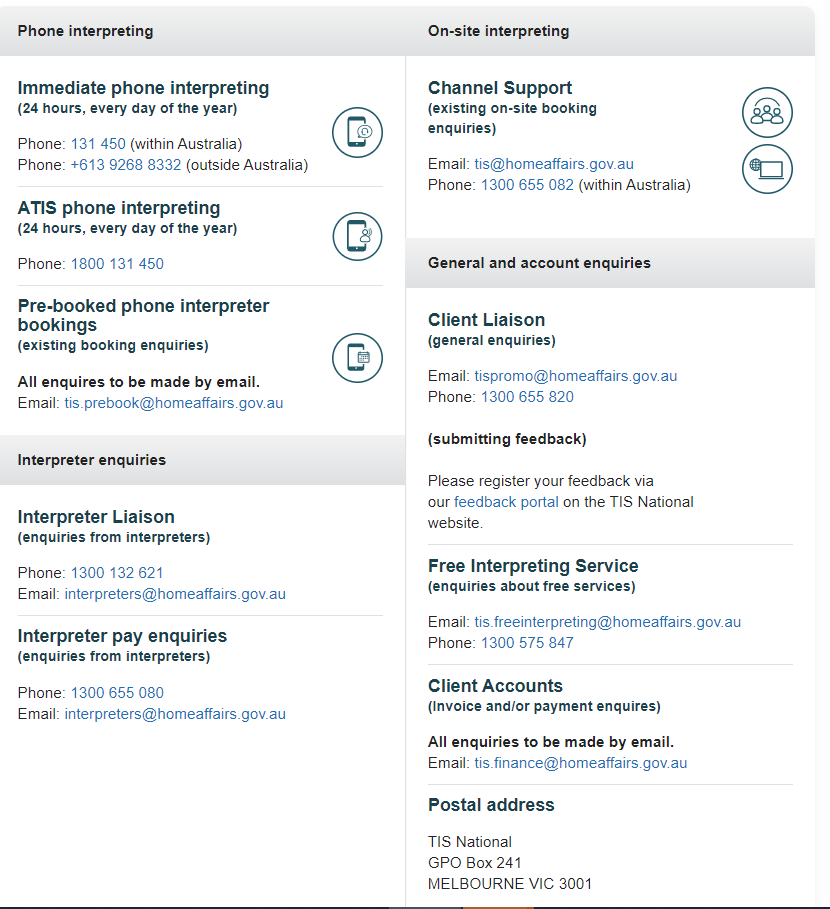 Phone interpreting
Immediate phone interpreting
(24 hours, every day of the year)
Phone: 131 450 (within Australia)
Phone: +613 9268 8332 (outside Australia)
ATIS phone interpreting
(24 hours, every day of the year)
Phone: 1800 131 450
Pre-booked phone interpreter
bookings
(existing booking enquiries)
All enquires to be made by email.
Email: tis.prebook@homeaffairs.gov.au
Interpreter enquiries
Interpreter Liaison
(enquiries from interpreters)
Phone: 1300 132 621
Email: interpreters@homeaffairs.gov.au
Interpreter pay enquiries
(enquiries from interpreters)
Phone: 1300 655 080
Email: interpreters@homeaffairs.gov.au
On-site interpreting
Channel Support
(existing on-site booking
enquiries)
Email: tis@homeaffairs.gov.au
Phone: 1300 655 082 (within Australia)
General and account enquiries
Client Liaison
(general enquiries)
Email: tispromo@homeaffairs.gov.au
Phone: 1300 655 820
(submitting feedback)
Please register your feedback via
our feedback portal on the TIS National
website.
Free Interpreting Service
(enquiries about free services)
Email: tis.freeinterpreting@homeaffairs.gov.au
Phone: 1300 575 847
Client Accounts
(Invoice and/or payment enquires)
All enquiries to be made by email.
Email: tis.finance@homeaffairs.gov.au
Postal address
TIS National
GPO Box 241
MELBOURNE VIC 3001